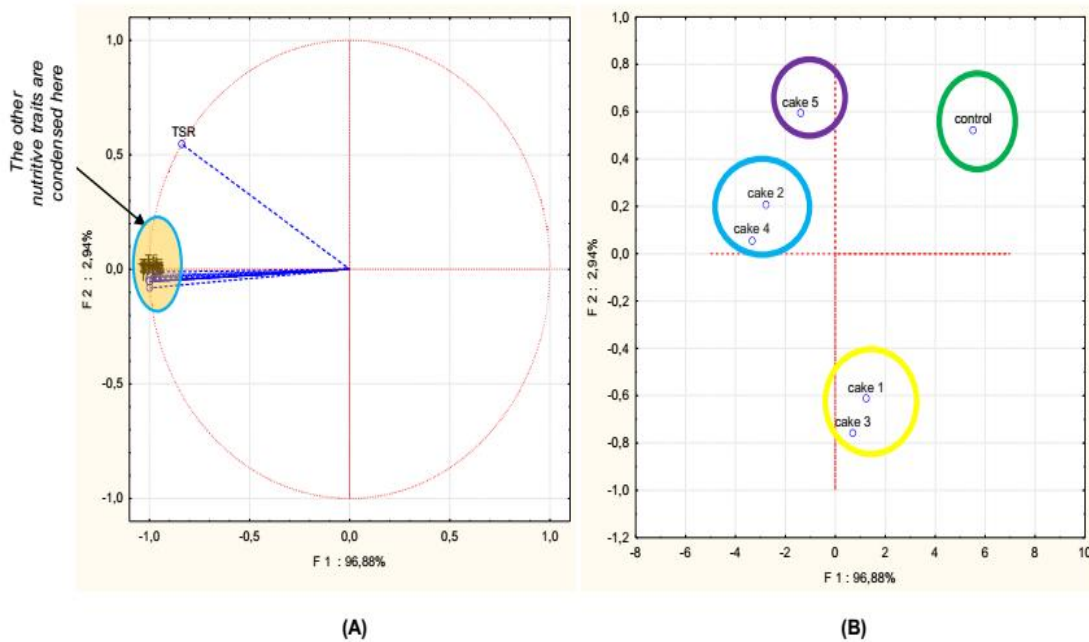 The other
nutritive traits are
condensed here
1,0
0,5
0,0
-0,5
-1,0
F 2 : 2,94%
TSR
-1,0 -0,5 0,0 0,5 1,0
F 1 : 96,88%
(A)
1,0
0,8
0,6
0,4
0,2
0,0
-0,2
-0,4
-0,6
-0,8
-1,0
-1,2
F 2 : 2,94%
cake 5
control
cake 2
cake 4
cake 1
cake 3
-8 -6 -4 -2 0 2 4 6 8 10
F 1 : 96,88%
(B)